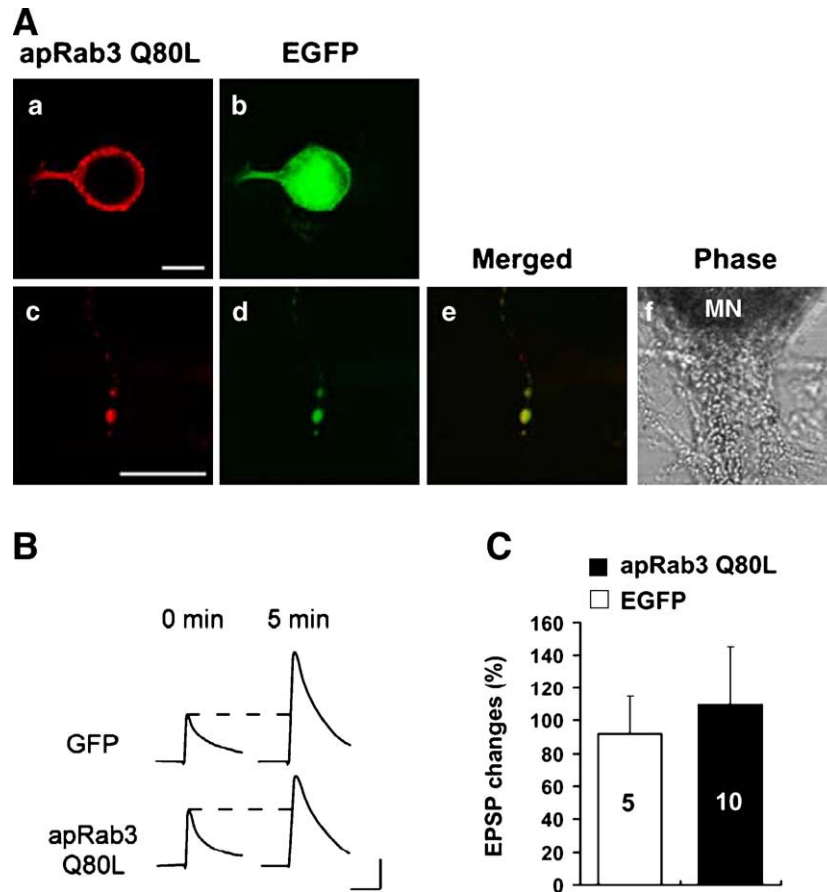 A
apRab3 Q80L EGFP
a b
Merged Phase
c d e f MN
B
0 min 5 min
GFP
apRab3
Q80L
C
apRab3 Q80L
EGFP
EPSP changes (%)
160
140
120
100
80
60
40
20
0
5 10